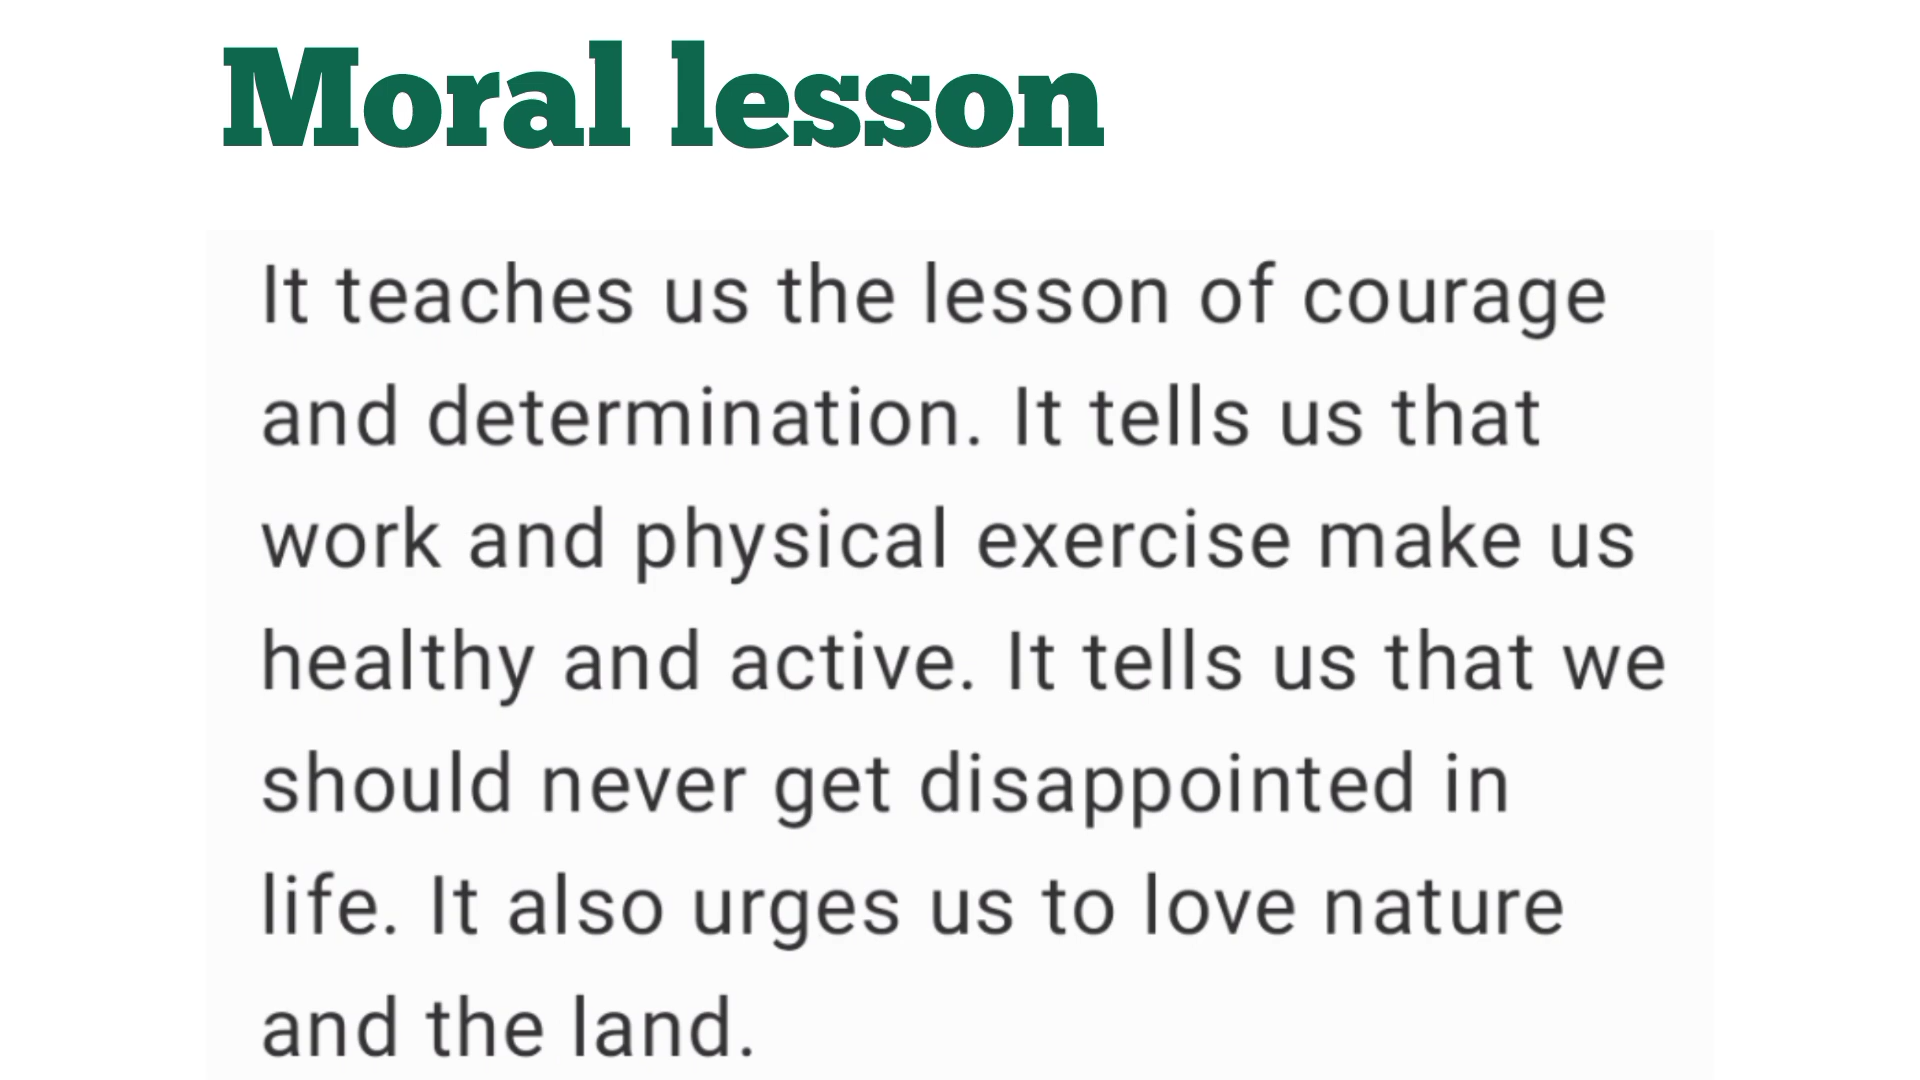 Moral lesson
It teaches us the lesson of courage
and determination. It tells us that
work and physical exercise make us
healthy and active. It tells us that we
should never get disappointed in
life. It also urges us to love nature
and the land.